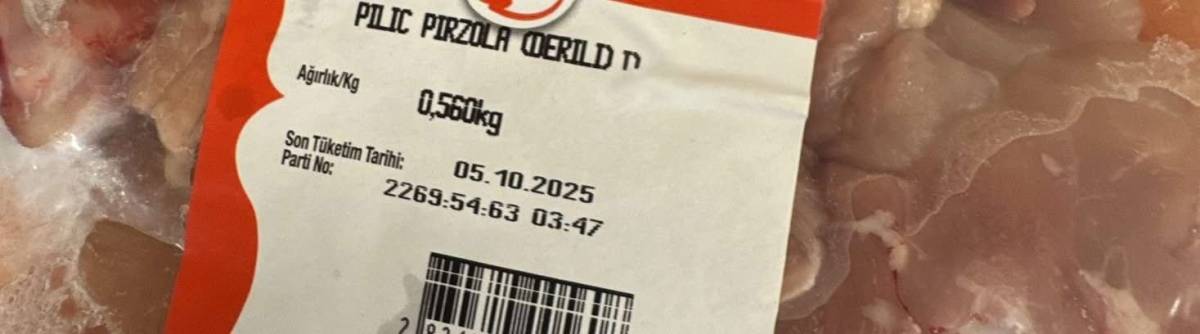 PILIC PIRZOLA (DERILI)
Ağırlık/Kg
0,560kg
Son Tüketim Tarihi: 05.10.2025
Parti No: 2269:54:63 03:47